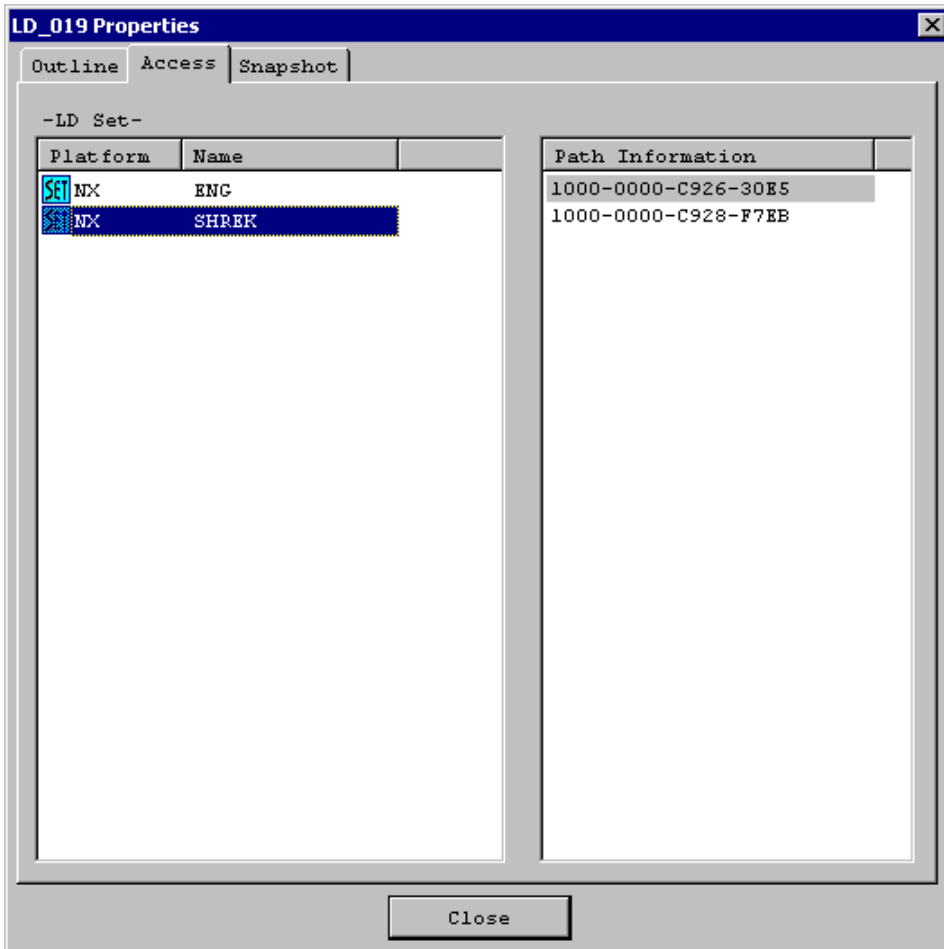 LD_019 Properties
Outline Access Snapshot
-LD Set-
Platform Name
SET NX ENG
SET NX SHREK
Path Information
1000-0000-C926-30E5
1000-0000-C928-F7EB
Close